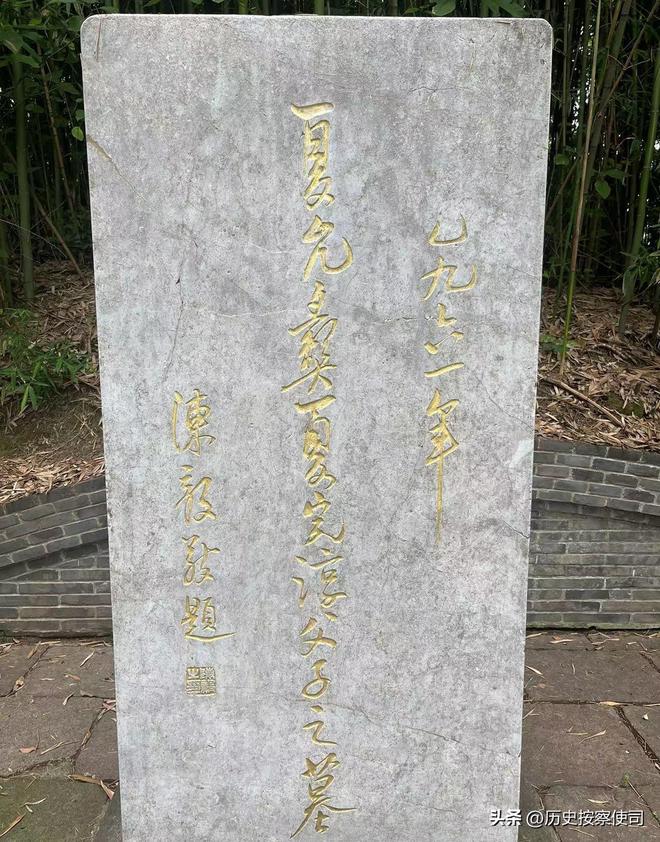 一九六一年
夏允彝夏完淳父子之墓
陳毅敬題
头条 @历史按察使司